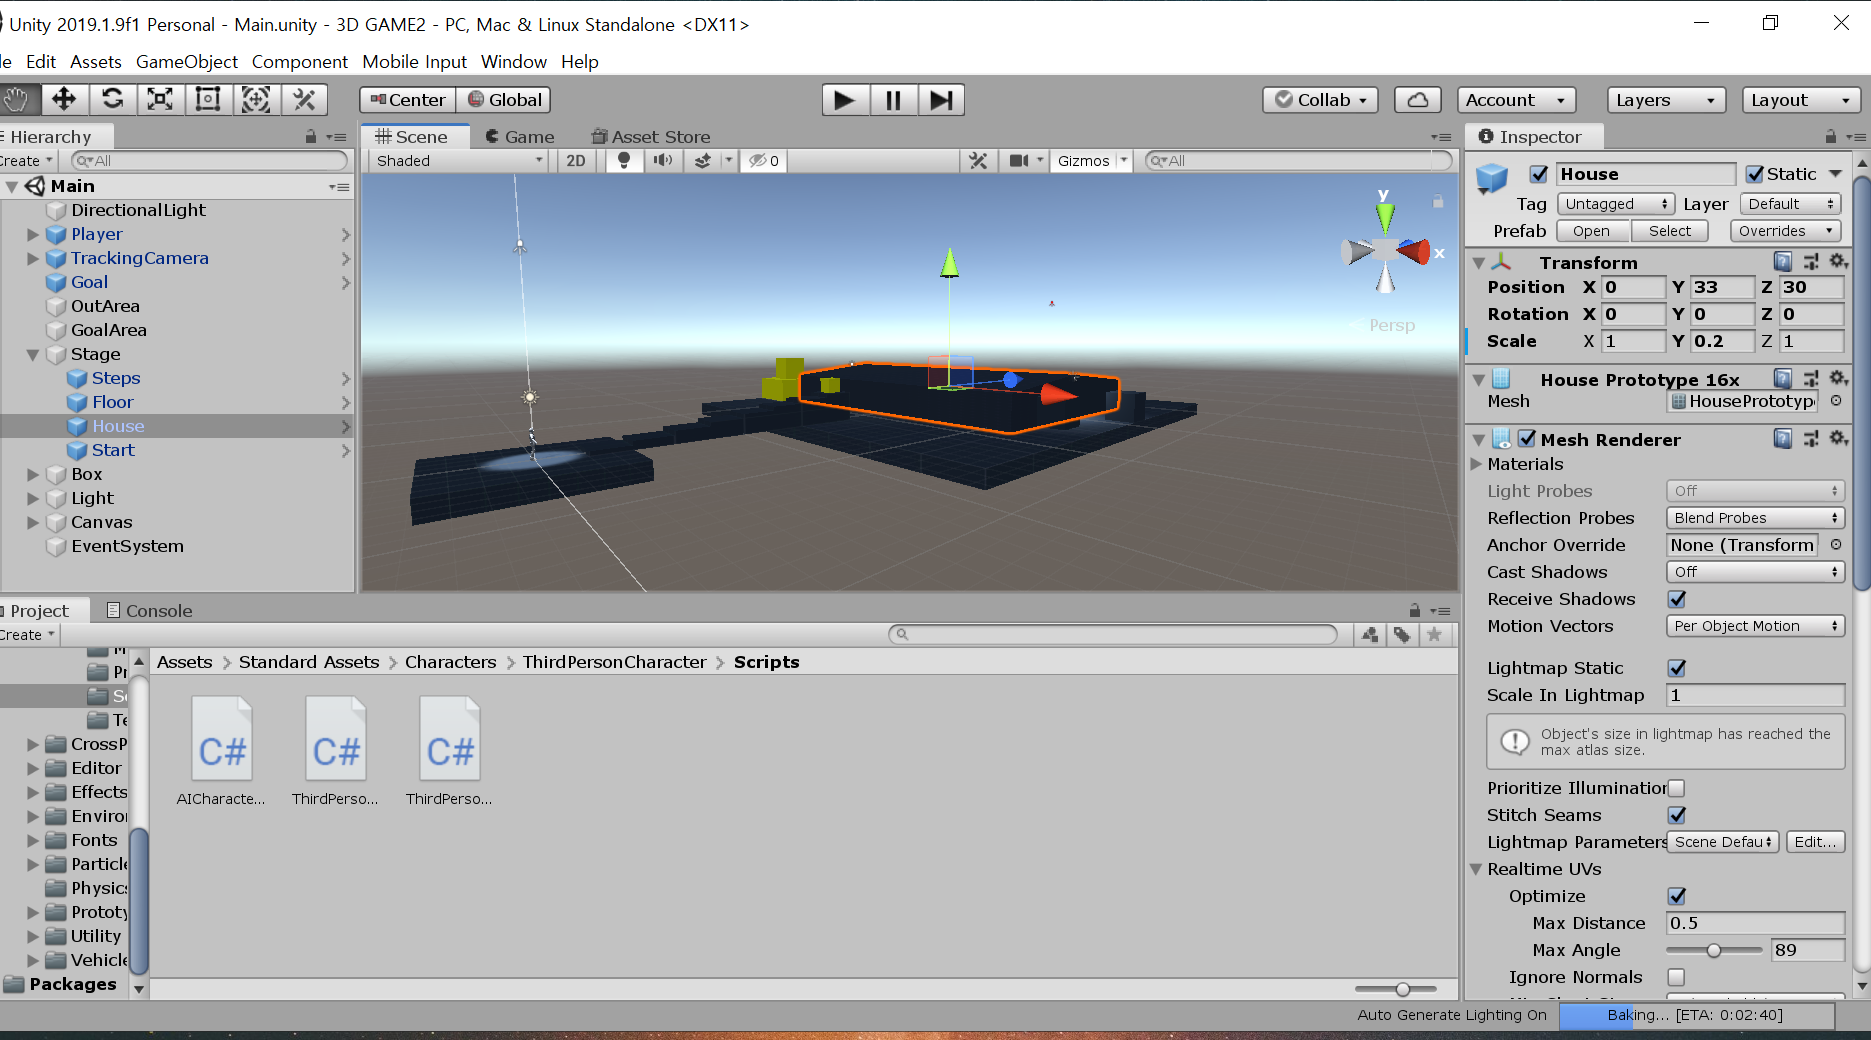 Unity 2019.1.9f1 Personal - Main.unity - 3D GAME2 - PC, Mac & Linux Standalone <DX11>
le Edit Assets GameObject Component Mobile Input Window Help
Center Global Collab Account Layers Layout
Hierarchy
Create All
Main
DirectionalLight
Player
TrackingCamera
Goal
OutArea
GoalArea
Stage
Steps
Floor
House
Start
Box
Light
Canvas
EventSystem
Scene Game Asset Store
Shaded 2D 0 Gizmos All
y
x
Persp
Inspector
House Static
Tag Untagged Layer Default
Prefab Open Select Overrides
Transform
Position X 0 Y 33 Z 30
Rotation X 0 Y 0 Z 0
Scale X 1 Y 0.2 Z 1
House Prototype 16x
Mesh HousePrototyp
Mesh Renderer
Materials
Light Probes Off
Reflection Probes Blend Probes
Anchor Override None (Transform
Cast Shadows Off
Receive Shadows
Motion Vectors Per Object Motion
Lightmap Static
Scale In Lightmap 1
Object's size in lightmap has reached the
max atlas size.
Prioritize Illumination
Stitch Seams
Lightmap Parameters Scene Defau Edit...
Realtime UVs
Optimize
Max Distance 0.5
Max Angle 89
Ignore Normals
Project Console
Create
Pr
Sc
Te
CrossP
Editor
Effects
Enviro
Fonts
Particle
Physics
Prototy
Utility
Vehicle
Packages
Assets > Standard Assets > Characters > ThirdPersonCharacter > Scripts
C# C# C#
AICharacte... ThirdPerso... ThirdPerso...
Auto Generate Lighting On Baking... [ETA: 0:02:40]